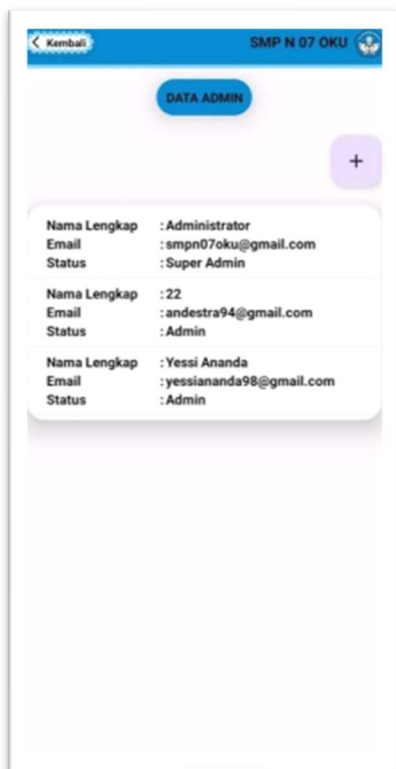 Kembali
SMP N 07 OKU
DATA ADMIN
+
Nama Lengkap : Administrator
Email : smpn07oku@gmail.com
Status : Super Admin
Nama Lengkap : 22
Email : andestra94@gmail.com
Status : Admin
Nama Lengkap : Yessi Ananda
Email : yessiananda98@gmail.com
Status : Admin